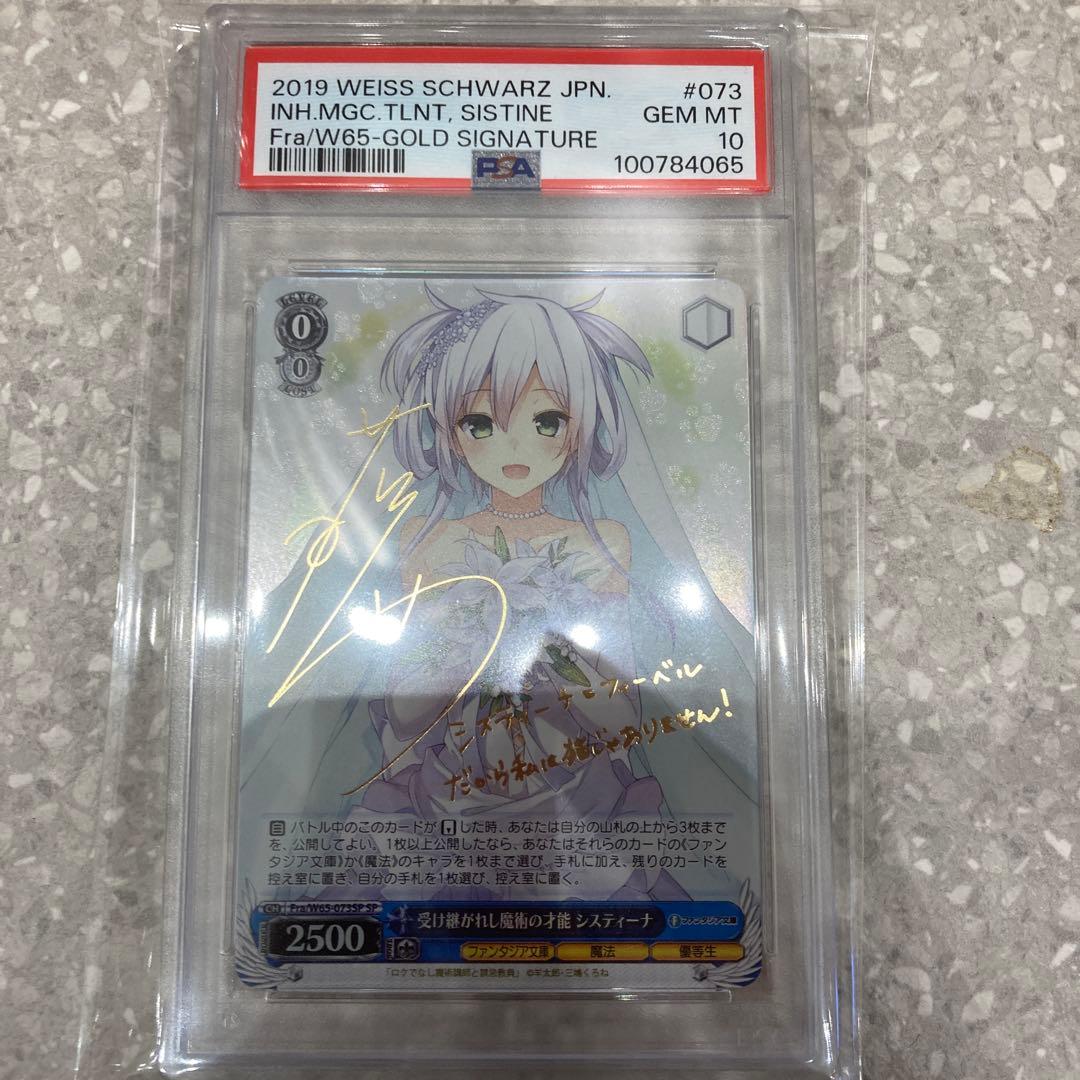 2019 WEISS SCHWARZ JPN. #073
INH.MGC.TLNT, SISTINE GEM MT
Fra/W65-GOLD SIGNATURE 10
PSA 100784065
LEVEL
0
0
COST
システィーナ=フィーベル
だから私は猫じゃありません!
自 バトル中のこのカードが した時、あなたは自分の山札の上から3枚まで
を、公開してよい。1枚以上公開したなら、あなたはそれらのカードの《ファン
タジア文庫》か《魔法》のキャラを1枚まで選び、手札に加え、残りのカードを
控え室に置き、自分の手札を1枚選び、控え室に置く。
CH Fra/W65-073SP SP
受け継がれし魔術の才能 システィーナ
ファンタジア文庫
2500
ファンタジア文庫 魔法 優等生
「ロクでなし魔術講師と禁忌教典」 ©羊太郎・三嶋くろね